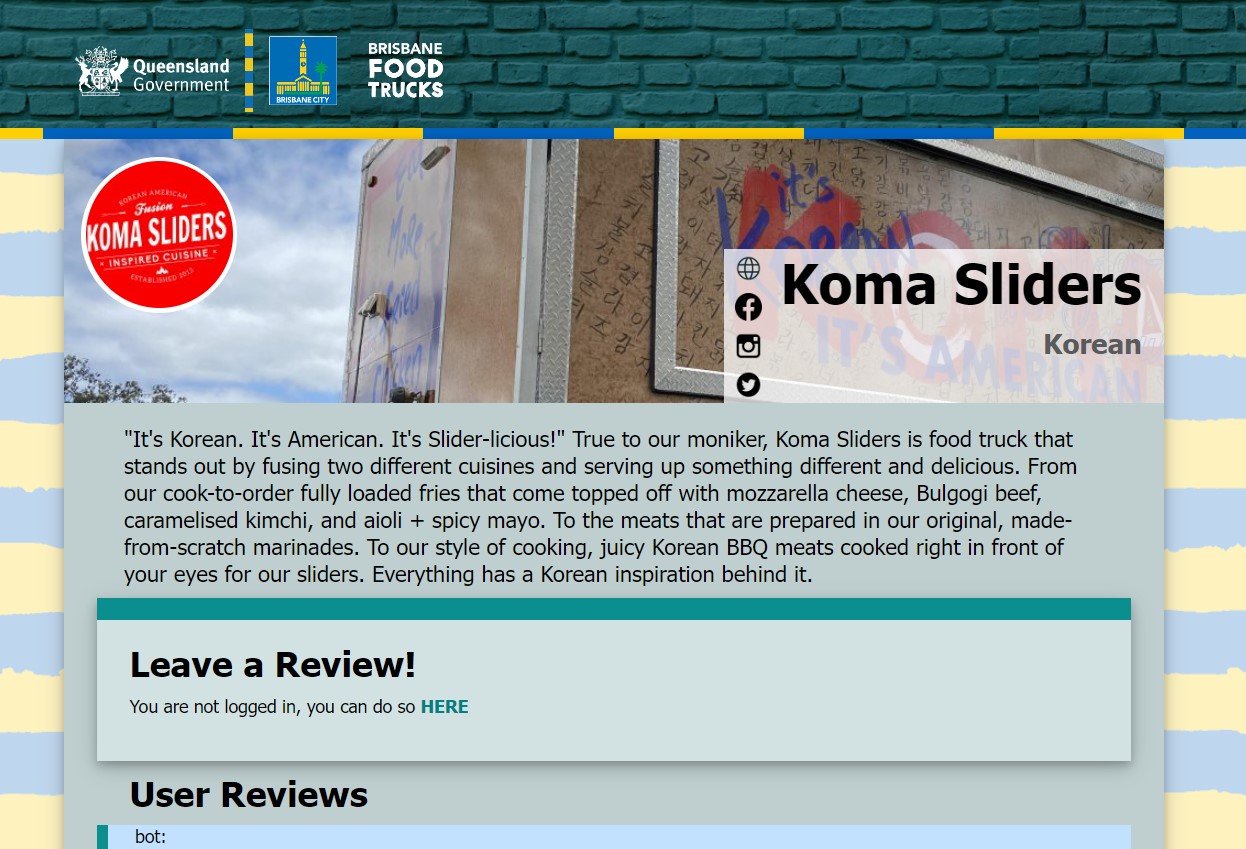 Queensland
Government
BRISBANE CITY
BRISBANE
FOOD
TRUCKS
KOREAN AMERICAN
Fusion
KOMA SLIDERS
INSPIRED CUISINE
ESTABLISHED 2013
it's
Korean
IT'S AMERICAN
Koma Sliders
Korean
"It's Korean. It's American. It's Slider-licious!" True to our moniker, Koma Sliders is food truck that
stands out by fusing two different cuisines and serving up something different and delicious. From
our cook-to-order fully loaded fries that come topped off with mozzarella cheese, Bulgogi beef,
caramelised kimchi, and aioli + spicy mayo. To the meats that are prepared in our original, made-
from-scratch marinades. To our style of cooking, juicy Korean BBQ meats cooked right in front of
your eyes for our sliders. Everything has a Korean inspiration behind it.
Leave a Review!
You are not logged in, you can do so HERE
User Reviews
bot: